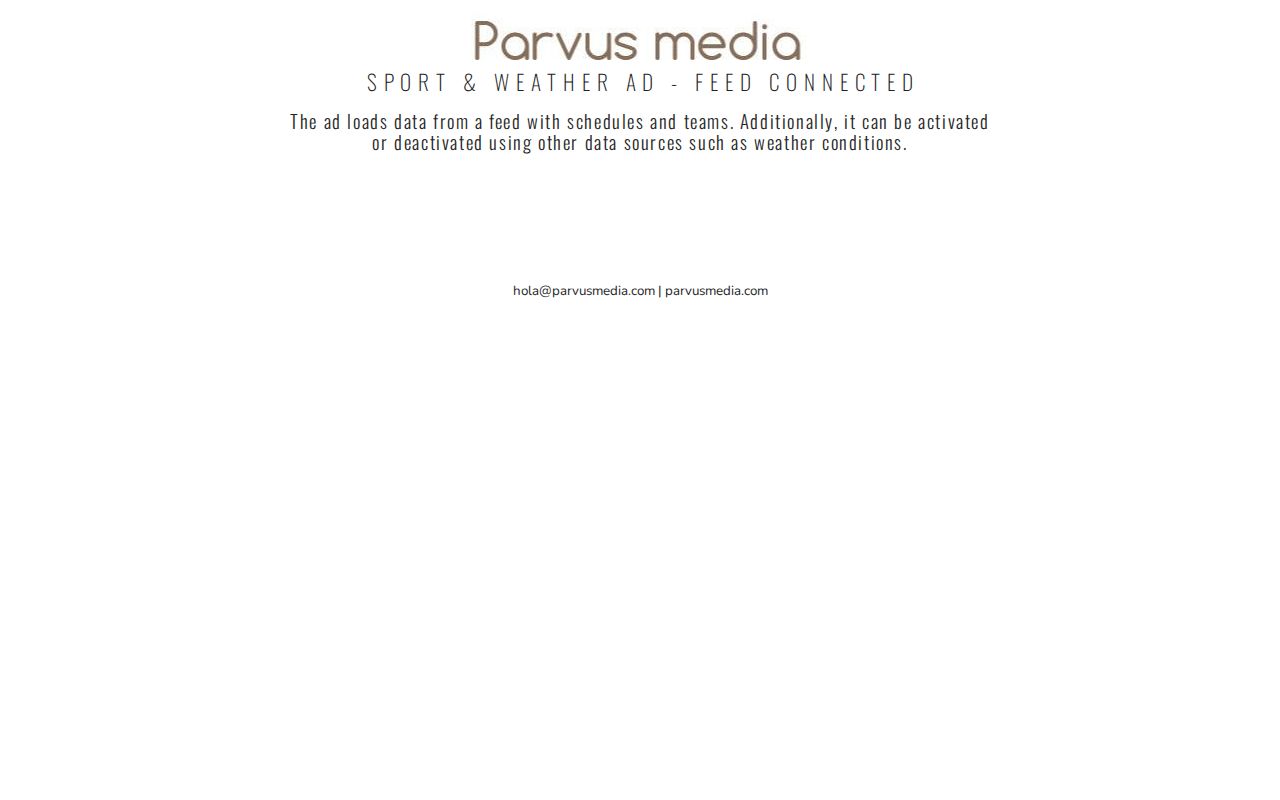 Parvus media
SPORT & WEATHER AD - FEED CONNECTED
The ad loads data from a feed with schedules and teams. Additionally, it can be activated
or deactivated using other data sources such as weather conditions.
hola@parvusmedia.com | parvusmedia.com